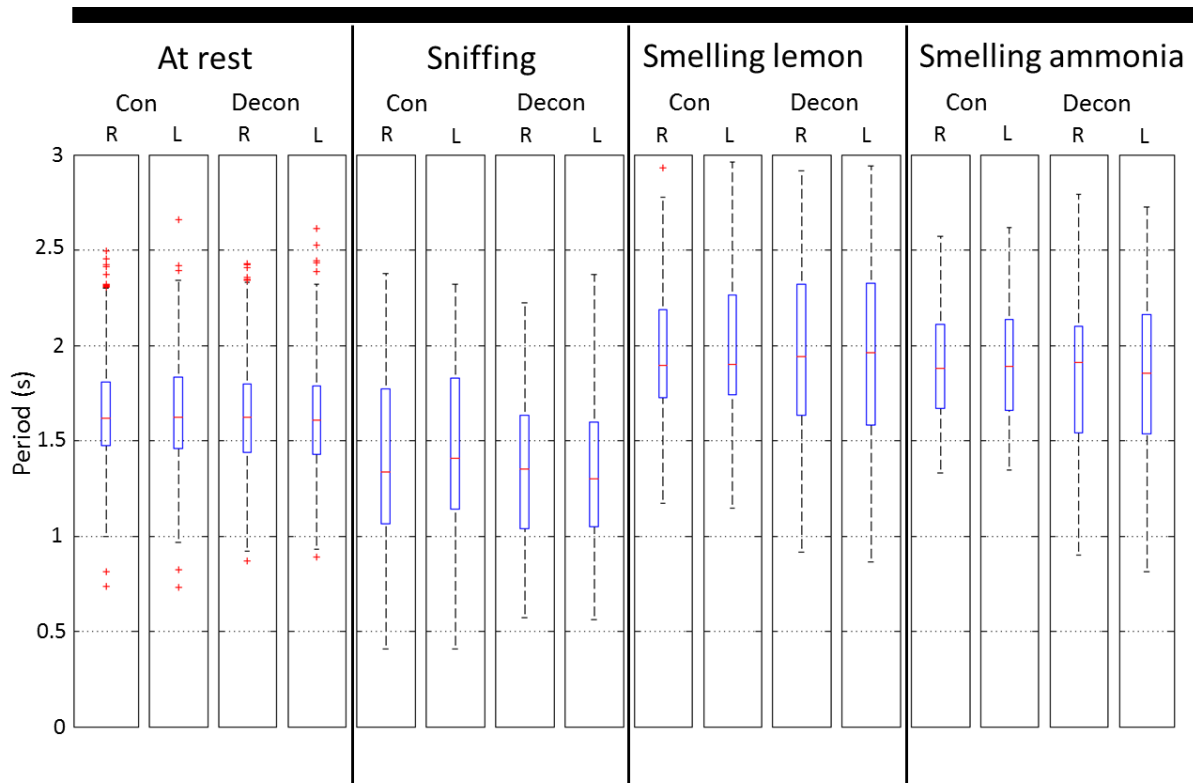 At rest Sniffing Smelling lemon Smelling ammonia
Con Decon Con Decon Con Decon Con Decon
R L R L R L R L R L R L R L R L
3
2.5
2
1.5
1
0.5
0
Period (s)